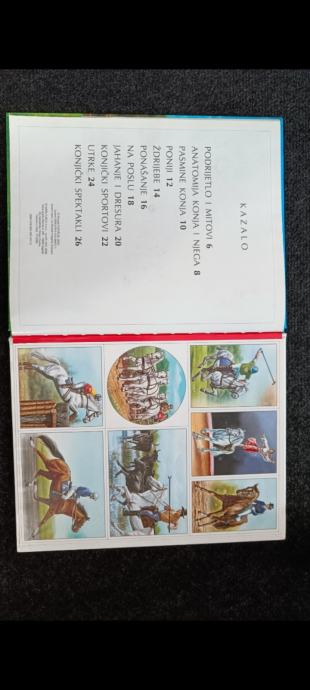 KAZALO
PODRIJETLO I MITOVI 6
ANATOMIJA KONJA I NJEGA 8
PASMINE KONJA 10
PONIJI 12
ŽDRIJEBE 14
PONAŠANJE 16
NA POSLU 18
JAHANJE I DRESURA 20
KONJIČKI SPORTOVI 22
UTRKE 24
KONJIČKI SPEKTAKLI 26